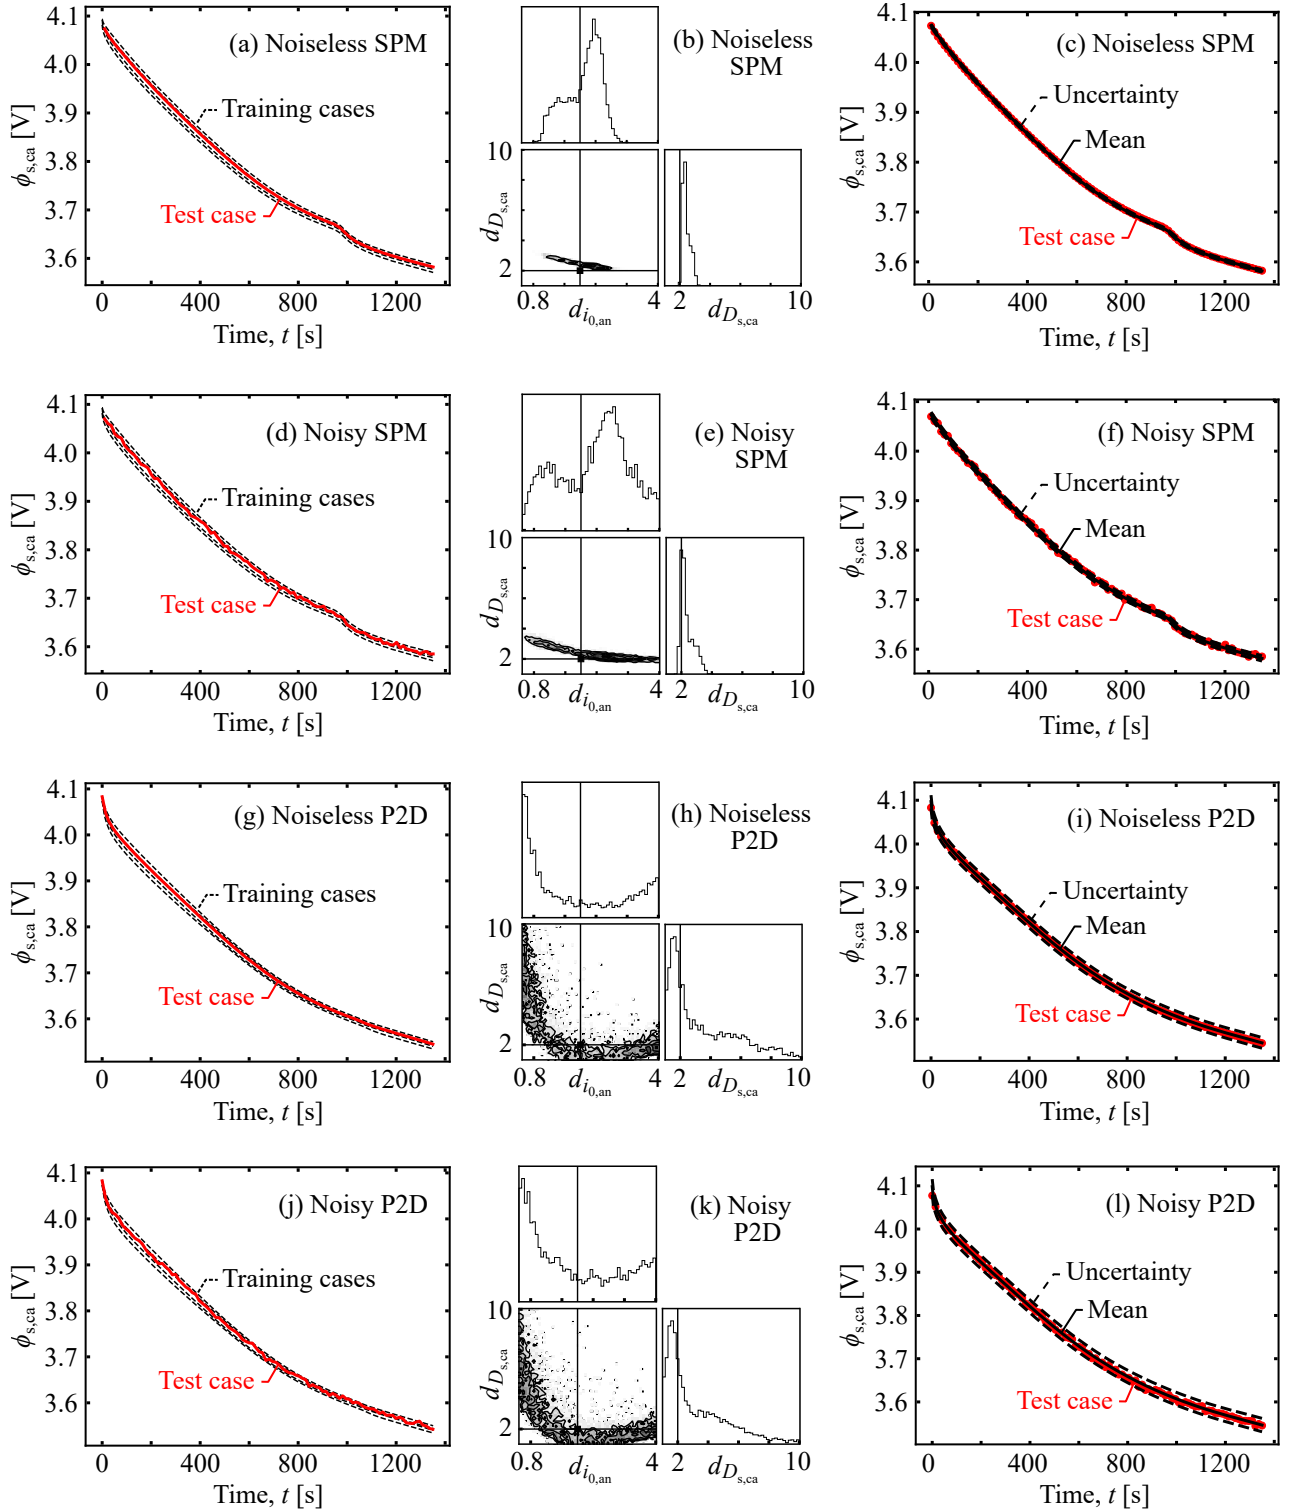 (a) Noiseless SPM
Training cases
Test case
4.1
4.0
3.9
3.8
3.7
3.6
ϕs,ca [V]
0 400 800 1200
Time, t [s]
(b) Noiseless
SPM
10
2
dDs,ca
0.8 4
di0,an
2 10
dDs,ca
(c) Noiseless SPM
Uncertainty
Mean
Test case
4.1
4.0
3.9
3.8
3.7
3.6
ϕs,ca [V]
0 400 800 1200
Time, t [s]
(d) Noisy SPM
Training cases
Test case
4.1
4.0
3.9
3.8
3.7
3.6
ϕs,ca [V]
0 400 800 1200
Time, t [s]
(e) Noisy
SPM
10
2
dDs,ca
0.8 4
di0,an
2 10
dDs,ca
(f) Noisy SPM
Uncertainty
Mean
Test case
4.1
4.0
3.9
3.8
3.7
3.6
ϕs,ca [V]
0 400 800 1200
Time, t [s]
(g) Noiseless P2D
Training cases
Test case
4.1
4.0
3.9
3.8
3.7
3.6
ϕs,ca [V]
0 400 800 1200
Time, t [s]
(h) Noiseless
P2D
10
2
dDs,ca
0.8 4
di0,an
2 10
dDs,ca
(i) Noiseless P2D
Uncertainty
Mean
Test case
4.1
4.0
3.9
3.8
3.7
3.6
ϕs,ca [V]
0 400 800 1200
Time, t [s]
(j) Noisy P2D
Training cases
Test case
4.1
4.0
3.9
3.8
3.7
3.6
ϕs,ca [V]
0 400 800 1200
Time, t [s]
(k) Noisy
P2D
10
2
dDs,ca
0.8 4
di0,an
2 10
dDs,ca
(l) Noisy P2D
Uncertainty
Mean
Test case
4.1
4.0
3.9
3.8
3.7
3.6
ϕs,ca [V]
0 400 800 1200
Time, t [s]